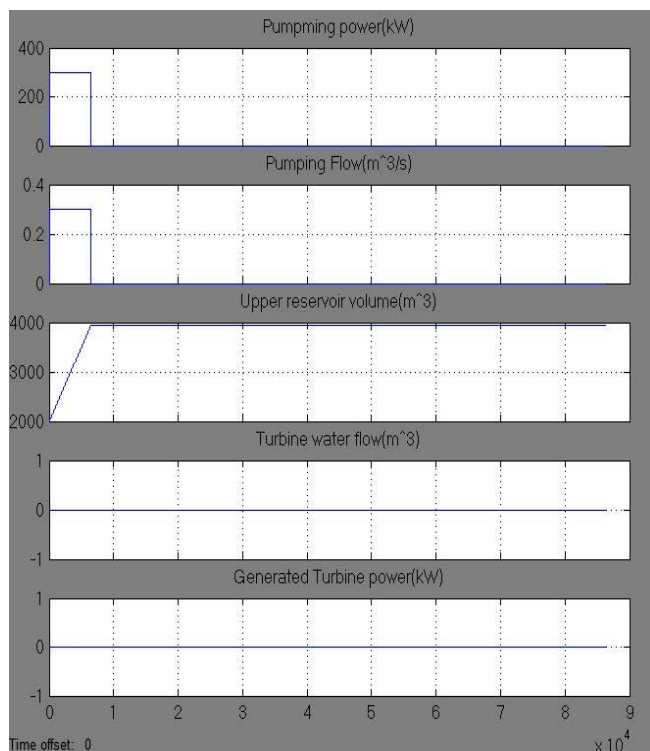 Pumpming power(kW)
400
200
0
Pumping Flow(m^3/s)
0.4
0.2
0
Upper reservoir volume(m^3)
4000
3000
2000
Turbine water flow(m^3)
1
0
-1
Generated Turbine power(kW)
1
0
-1
0 1 2 3 4 5 6 7 8 9
Time offset: 0 x 10^4